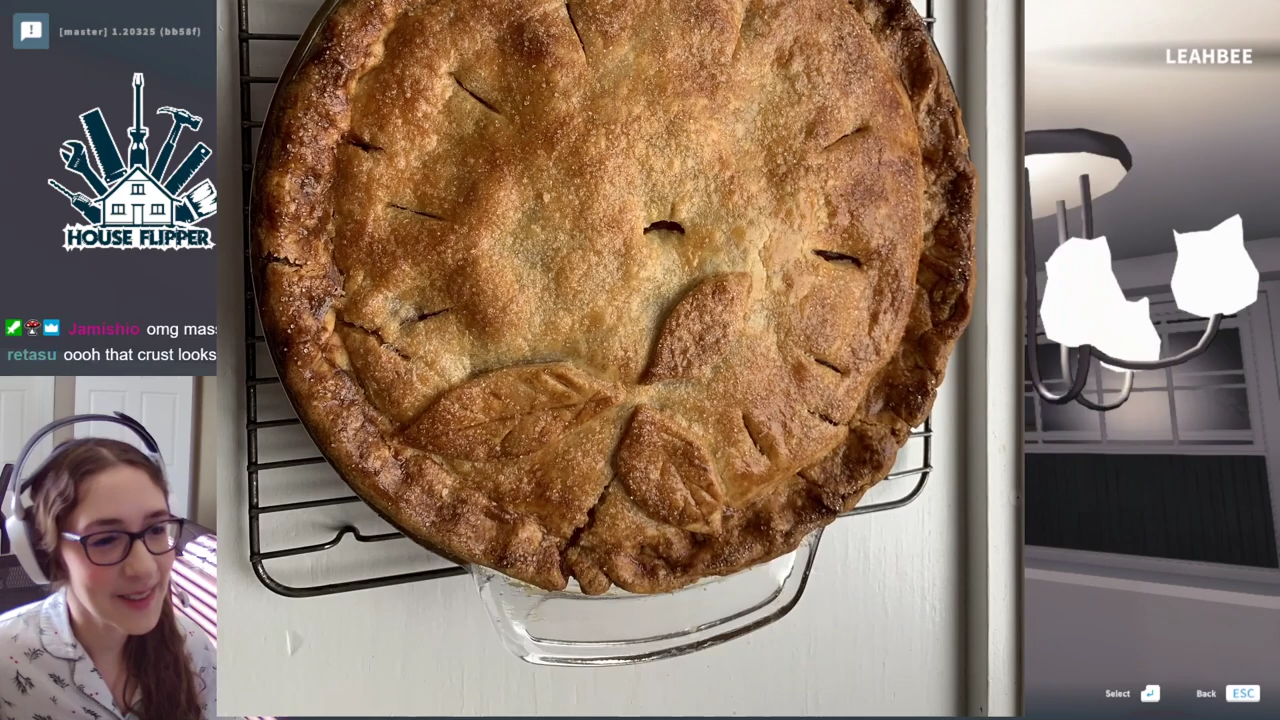 [master] 1.20325 (bb58f)
LEAHBEE
HOUSE FLIPPER
Jamishio omg mas
retasu oooh that crust looks
Select
Back ESC